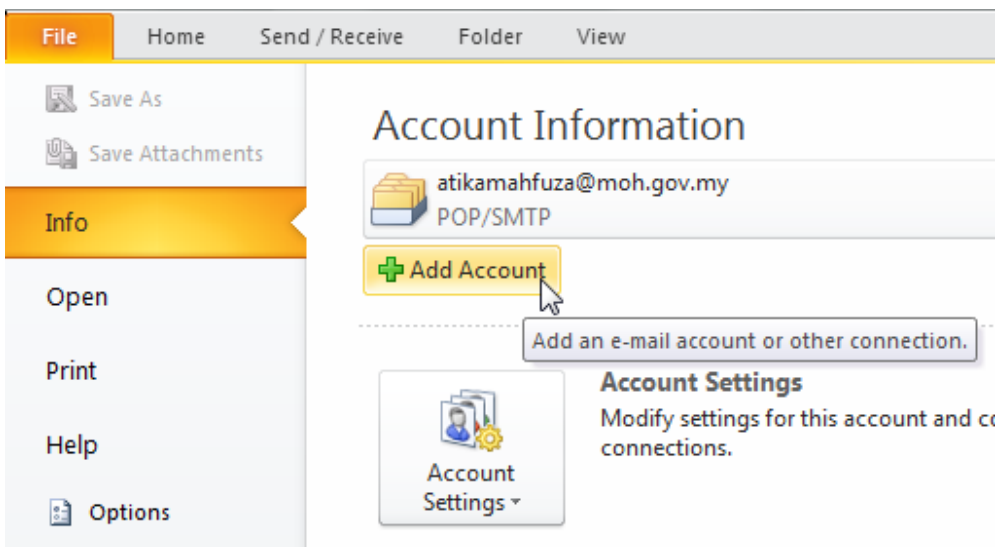 File Home Send / Receive Folder View
Save As
Save Attachments
Info
Open
Print
Help
Options
Account Information
atikamahfuza@moh.gov.my
POP/SMTP
Add Account
Add an e-mail account or other connection.
Account
Settings
Account Settings
Modify settings for this account and
connections.